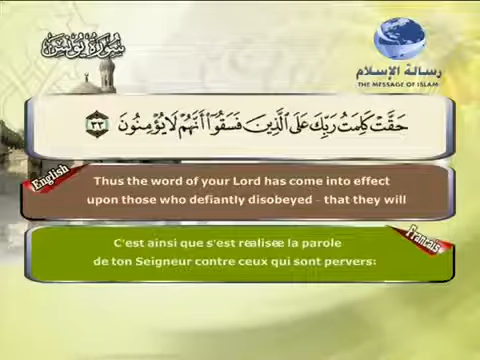 سورة يونس
رسالة الإسلام
THE MESSAGE OF ISLAM
حَقَّتْ كَلِمَتُ رَبِّكَ عَلَى الَّذِينَ فَسَقُوٓا۟ أَنَّهُمْ لَا يُؤْمِنُونَ ٣٣
English
Thus the word of your Lord has come into effect
upon those who defiantly disobeyed – that they will
Francais
C'est ainsi que s'est réalisée la parole
de ton Seigneur contre ceux qui sont pervers: